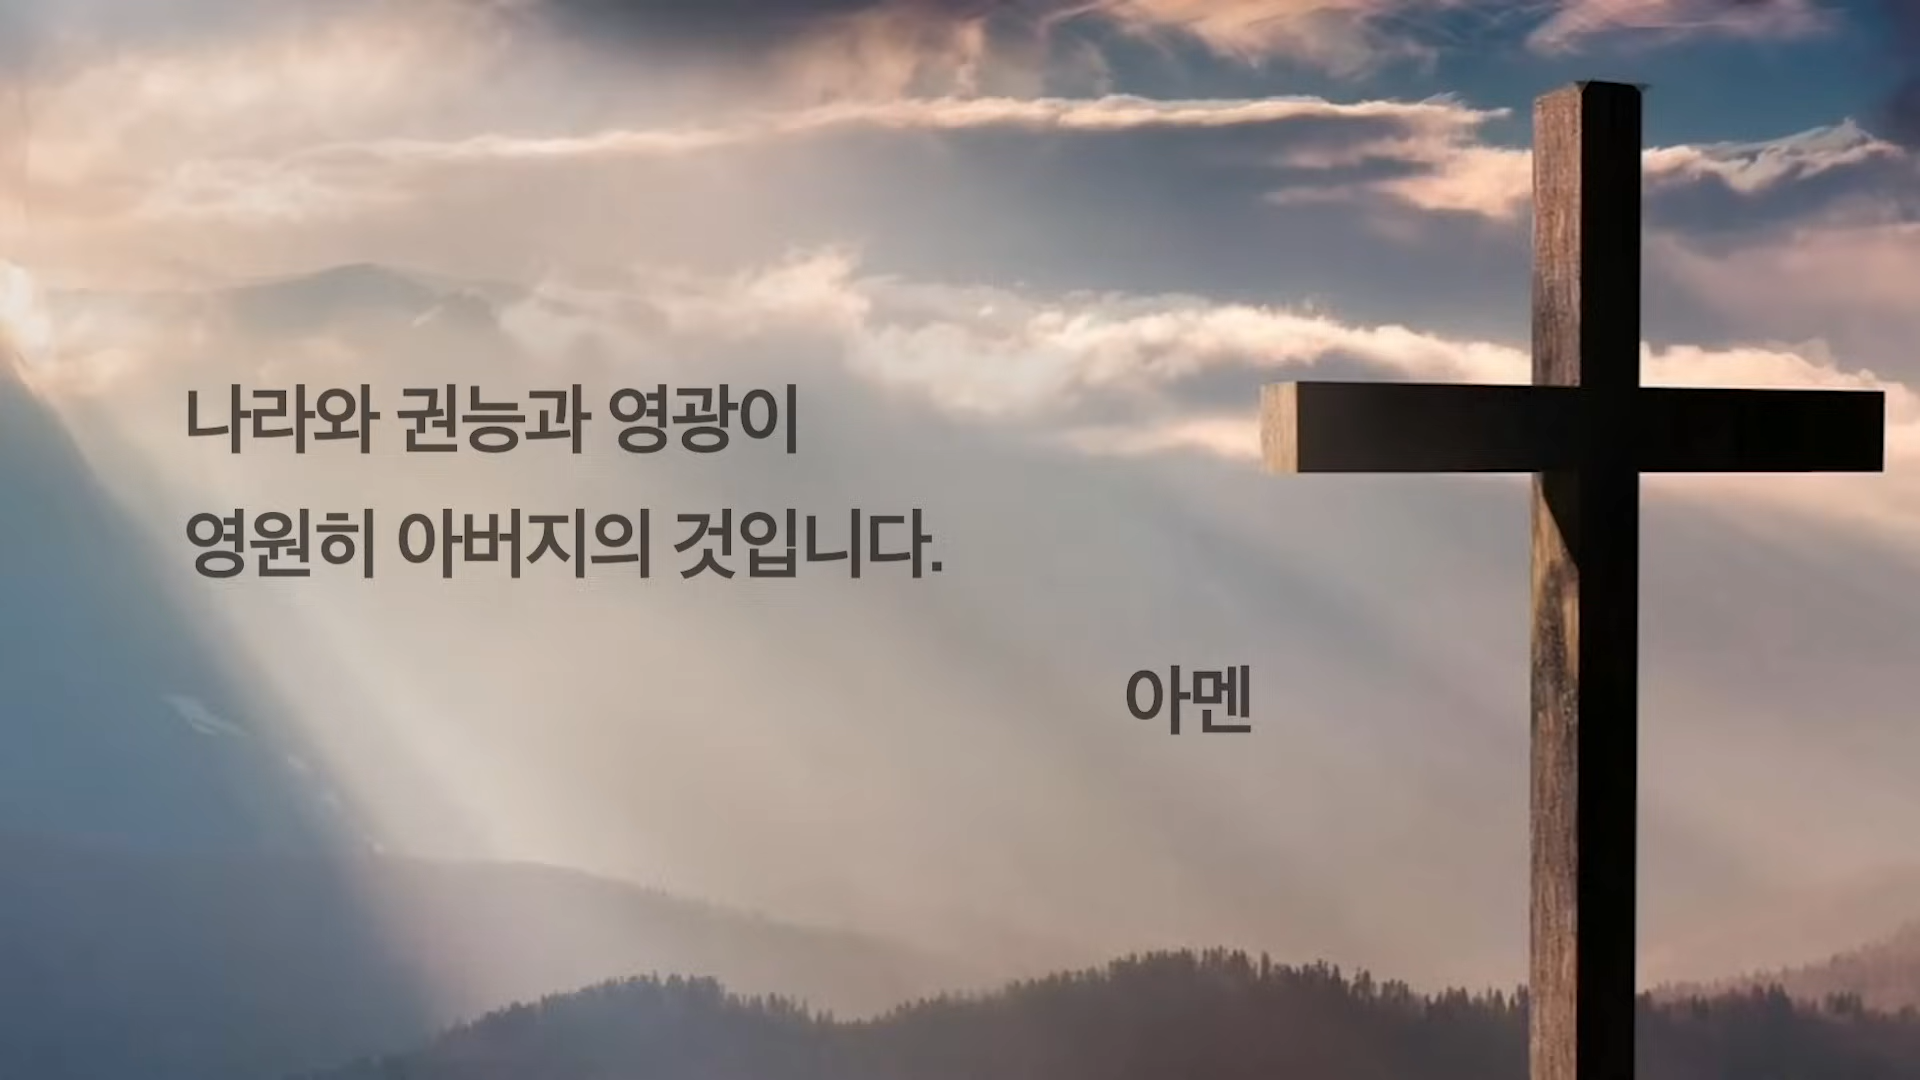 나라와 권능과 영광이
영원히 아버지의 것입니다.
아멘